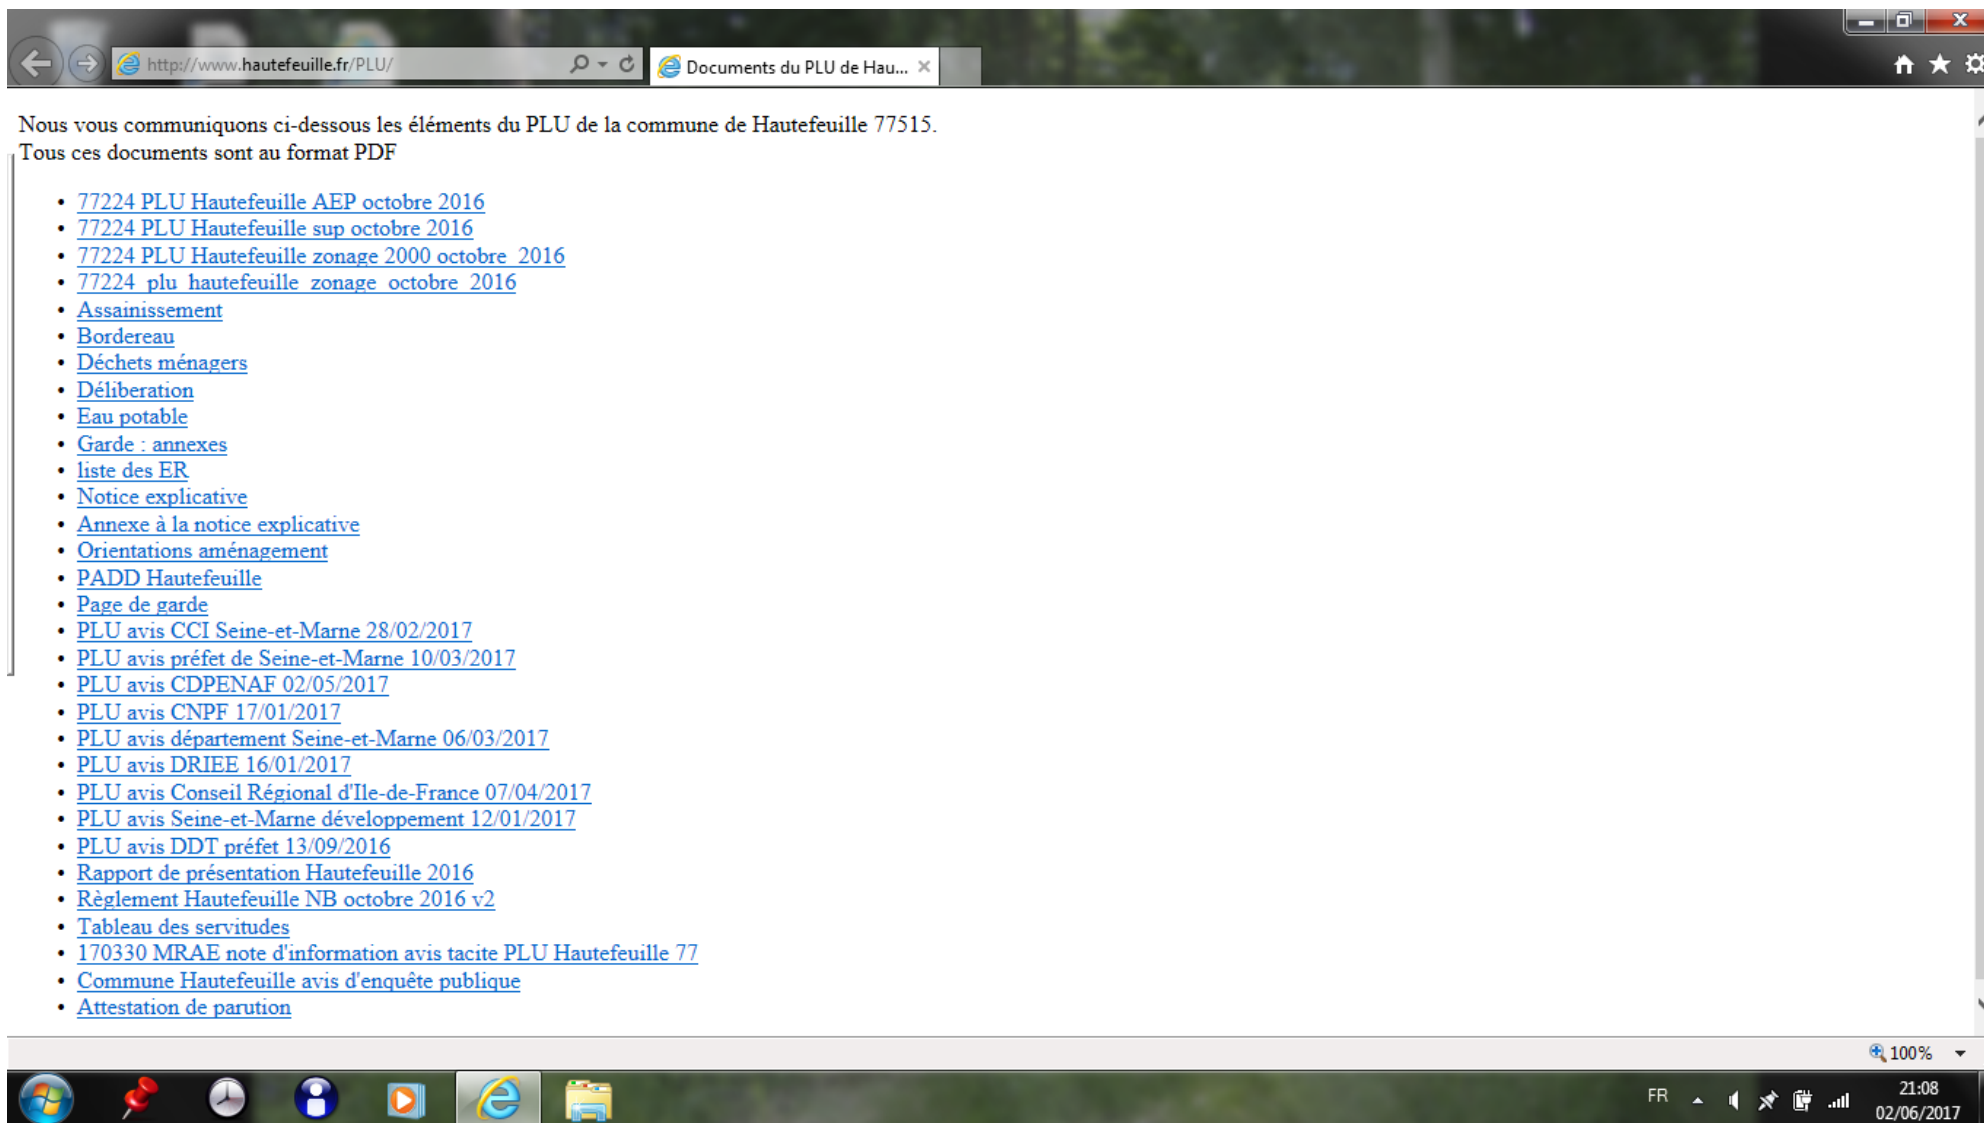 http://www.hautefeuille.fr/PLU/
Documents du PLU de Hau...
Nous vous communiquons ci-dessous les éléments du PLU de la commune de Hautefeuille 77515.
Tous ces documents sont au format PDF
77224 PLU Hautefeuille AEP octobre 2016
77224 PLU Hautefeuille sup octobre 2016
77224 PLU Hautefeuille zonage 2000 octobre_2016
77224_plu_hautefeuille_zonage_octobre_2016
Assainissement
Bordereau
Déchets ménagers
Déliberation
Eau potable
Garde : annexes
liste des ER
Notice explicative
Annexe à la notice explicative
Orientations aménagement
PADD Hautefeuille
Page de garde
PLU avis CCI Seine-et-Marne 28/02/2017
PLU avis préfet de Seine-et-Marne 10/03/2017
PLU avis CDPENAF 02/05/2017
PLU avis CNPF 17/01/2017
PLU avis département Seine-et-Marne 06/03/2017
PLU avis DRIEE 16/01/2017
PLU avis Conseil Régional d'Ile-de-France 07/04/2017
PLU avis Seine-et-Marne développement 12/01/2017
PLU avis DDT préfet 13/09/2016
Rapport de présentation Hautefeuille 2016
Règlement Hautefeuille NB octobre 2016 v2
Tableau des servitudes
170330 MRAE note d'information avis tacite PLU Hautefeuille 77
Commune Hautefeuille avis d'enquête publique
Attestation de parution
100%
FR
21:08
02/06/2017